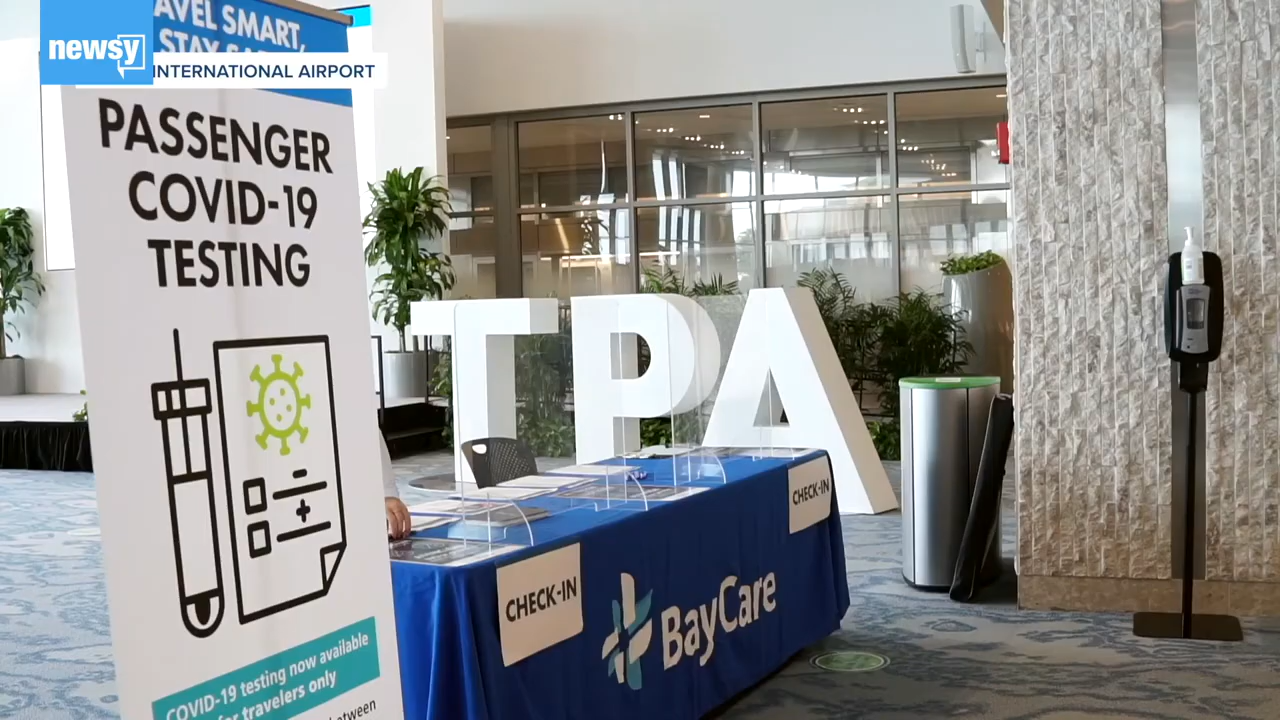 AVEL SMART,
STAY
newsy
INTERNATIONAL AIRPORT
PASSENGER
COVID-19
TESTING
TPA
CHECK-IN
CHECK-IN
BayCare
COVID-19 testing now available
for travelers only
between